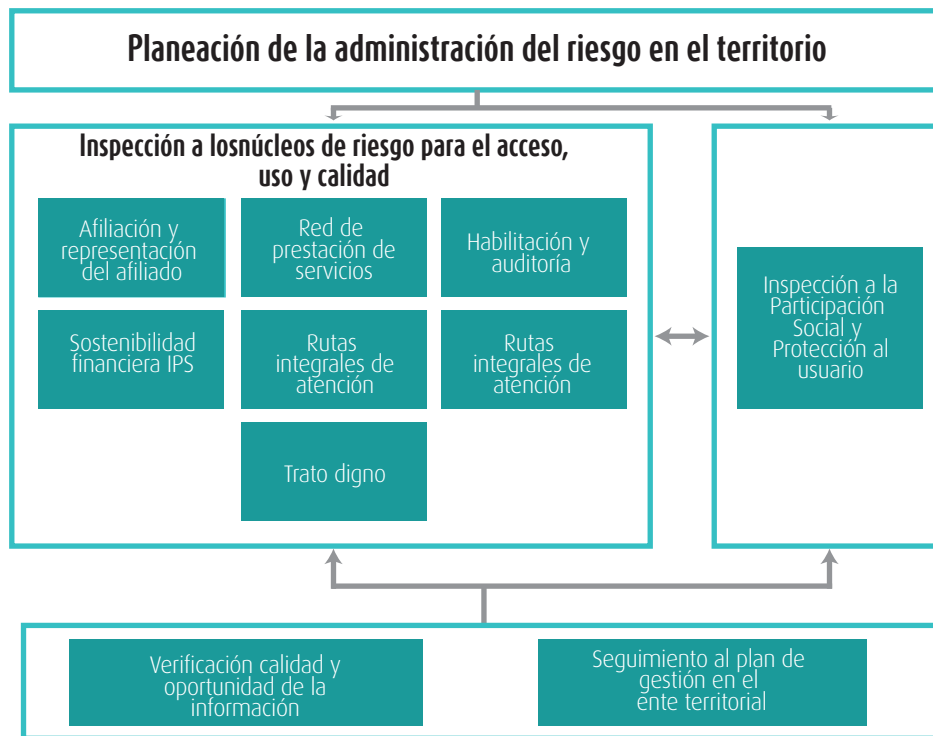 Planeación de la administración del riesgo en el territorio
Inspección a losnúcleos de riesgo para el acceso,
uso y calidad
Afiliación y
representación
del afiliado
Red de
prestación de
servicios
Habilitación y
auditoría
Sostenibilidad
financiera IPS
Rutas
integrales de
atención
Rutas
integrales de
atención
Trato digno
Inspección a la
Participación
Social y
Protección al
usuario
Verificación calidad y
oportunidad de la
información
Seguimiento al plan de
gestión en el
ente territorial